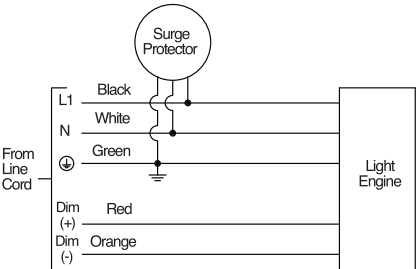 Surge
Protector
L1 Black
N White
Green
From
Line
Cord
Dim
(+)
Red
Dim
(-)
Orange
Light
Engine